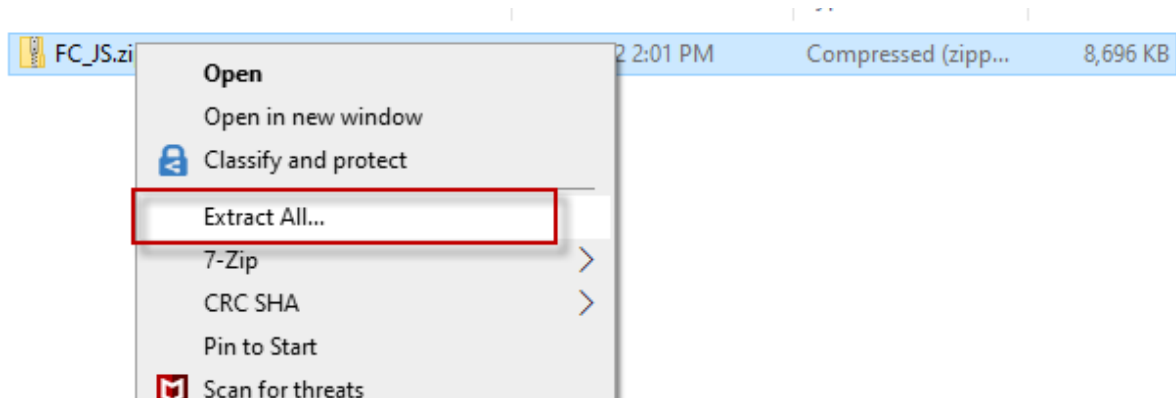 FC_JS.zi 2 2:01 PM Compressed (zipp... 8,696 KB
Open
Open in new window
Classify and protect
Extract All...
7-Zip
CRC SHA
Pin to Start
Scan for threats